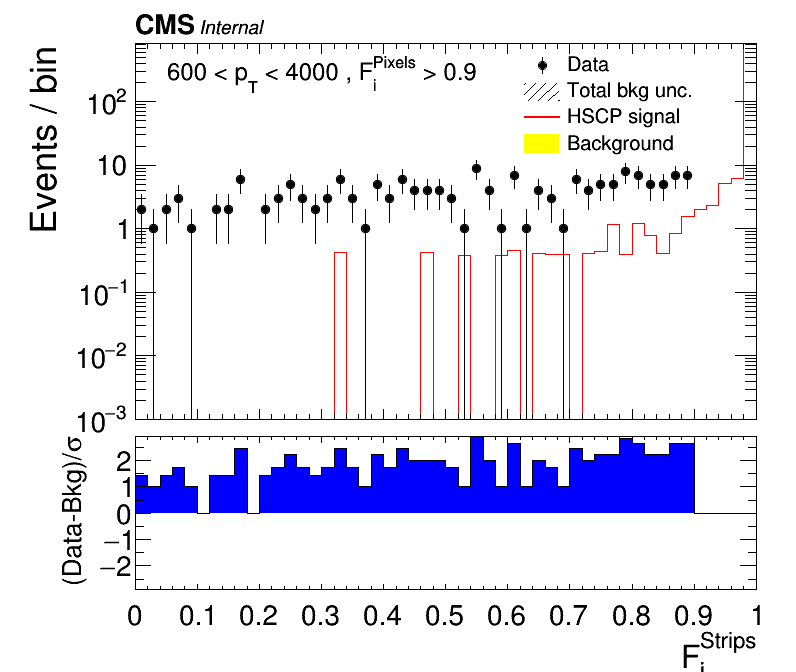 CMS Internal
600 < p_T < 4000 , F_i^Pixels > 0.9
Data
Total bkg unc.
HSCP signal
Background
Events / bin
10^2
10
1
10^−1
10^−2
10^−3
(Data-Bkg)/σ
2
1
0
−1
−2
0 0.1 0.2 0.3 0.4 0.5 0.6 0.7 0.8 0.9 1
F_i^Strips